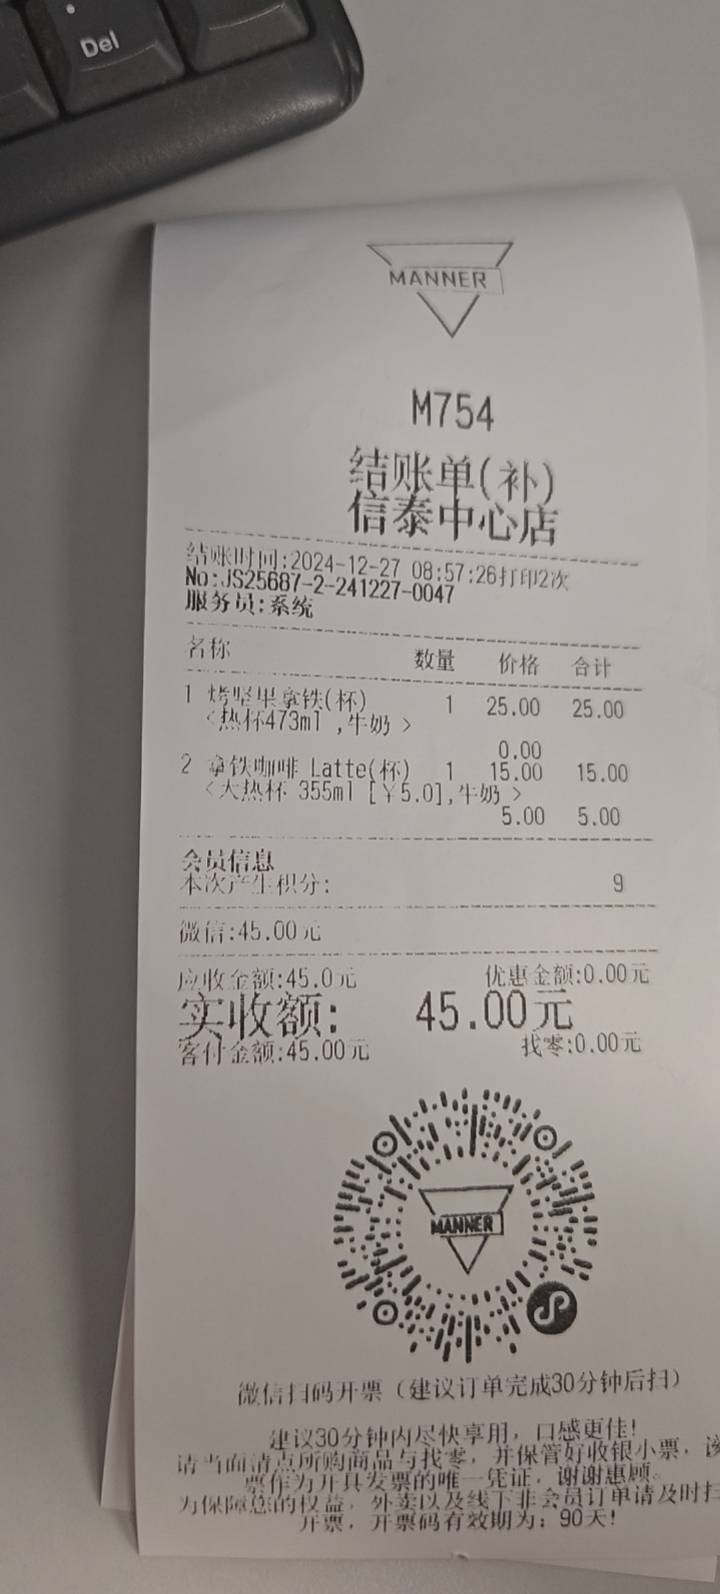 Del
MANNER
M754
结账单(补)
信泰中心店
结账时间:2024-12-27 08:57:26打印2次
No:JS25687-2-241227-0047
服务员:系统
名称 数量 价格 合计
1 烤坚果拿铁(杯) 1 25.00 25.00
<热杯473ml ,牛奶 >
0.00
2 拿铁咖啡 Latte(杯) 1 15.00 15.00
<大热杯 355ml [￥5.0],牛奶 >
5.00 5.00
会员信息
本次产生积分: 9
微信:45.00元
应收金额:45.0元 优惠金额:0.00元
实收额: 45.00元
客付金额:45.00元 找零:0.00元
MANNER
微信扫码开票（建议订单完成30分钟后扫）
建议30分钟内尽快享用，口感更佳!
请当面清点所购商品与找零，并保管好收银小票，该
票作为开具发票的唯一凭证，谢谢惠顾。
为保障您的权益，外卖以及线下非会员订单请及时扫
开票，开票码有效期为：90天!